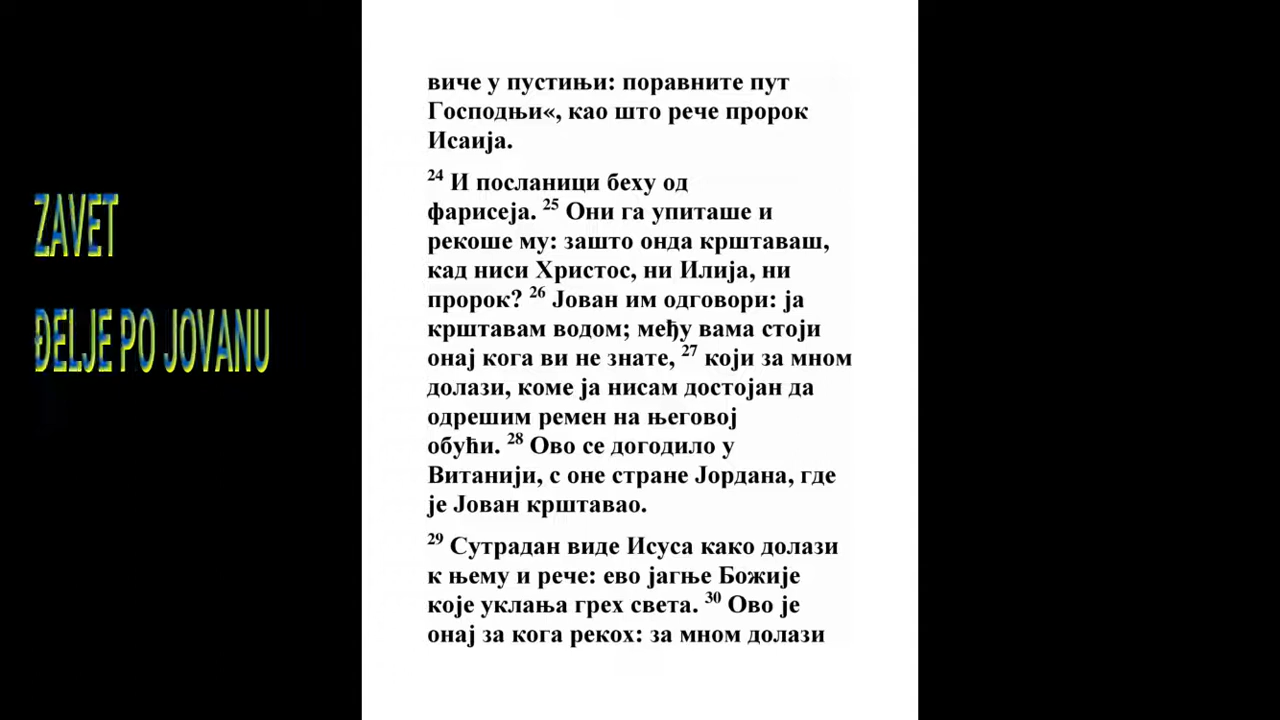 ZAVET
ĐELJE PO JOVANU
виче у пустињи: поравните пут
Господњи«, као што рече пророк
Исаија.
24 И посланици беху од
фарисеја. 25 Они га упиташе и
рекоше му: зашто онда крштаваш,
кад ниси Христос, ни Илија, ни
пророк? 26 Јован им одговори: ја
крштавам водом; међу вама стоји
онај кога ви не знате, 27 који за мном
долази, коме ја нисам достојан да
одрешим ремен на његовој
обући. 28 Ово се догодило у
Витанији, с оне стране Јордана, где
је Јован крштавао.
29 Сутрадан виде Исуса како долази
к њему и рече: ево јагње Божије
које уклања грех света. 30 Ово је
онај за кога рекох: за мном долази